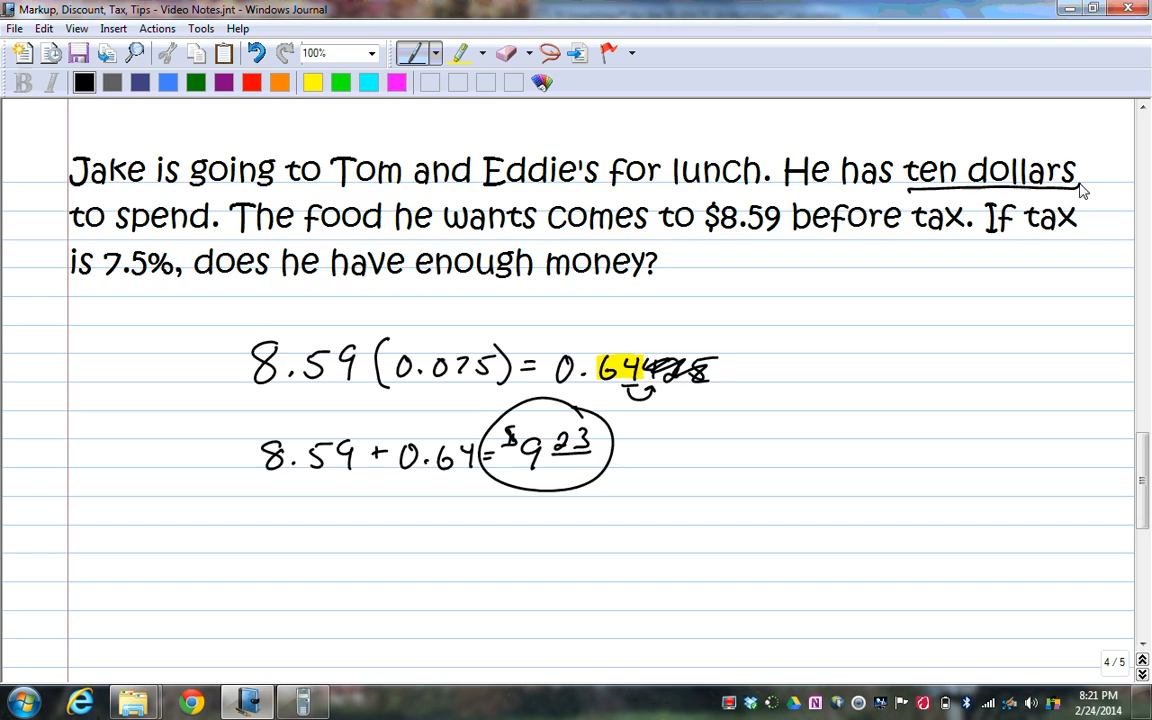 Markup, Discount, Tax, Tips - Video Notes.jnt - Windows Journal
File Edit View Insert Actions Tools Help
100%
B I
Jake is going to Tom and Eddie's for lunch. He has ten dollars
to spend. The food he wants comes to $8.59 before tax. If tax
is 7.5%, does he have enough money?
8.59(0.075) = 0.64
8.59 + 0.64 = $9 23
4 / 5
8:21 PM
2/24/2014